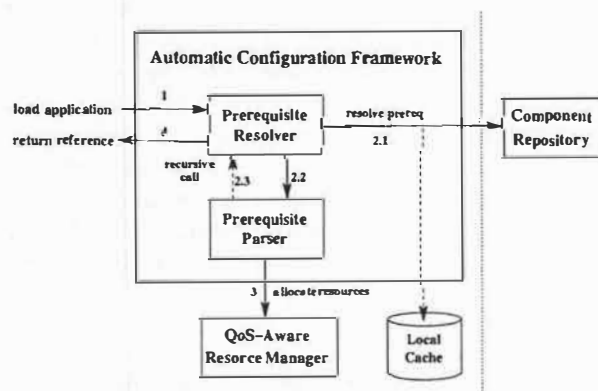 Automatic Configuration Framework
1
load application
return reference
4
Prerequisite
Resolver
resolve prereq
2.1
Component
Repository
recursive
call
2.3
2.2
Prerequisite
Parser
3 allocate resources
QoS-Aware
Resorce Manager
Local
Cache